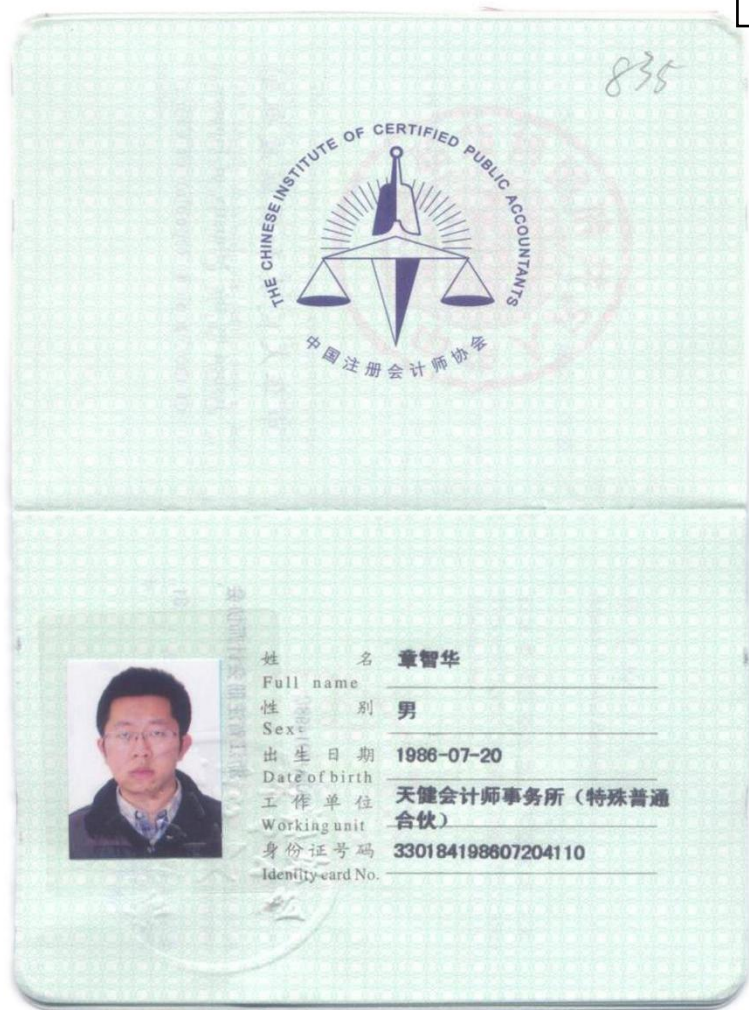 835
THE CHINESE INSTITUTE OF CERTIFIED PUBLIC ACCOUNTANTS
中国注册会计师协会
姓 名 章智华
Full name
性 别 男
Sex
出生日期 1986-07-20
Date of birth
工作单位 天健会计师事务所（特殊普通
Working unit 合伙）
身份证号码 330184198607204110
Identity card No.